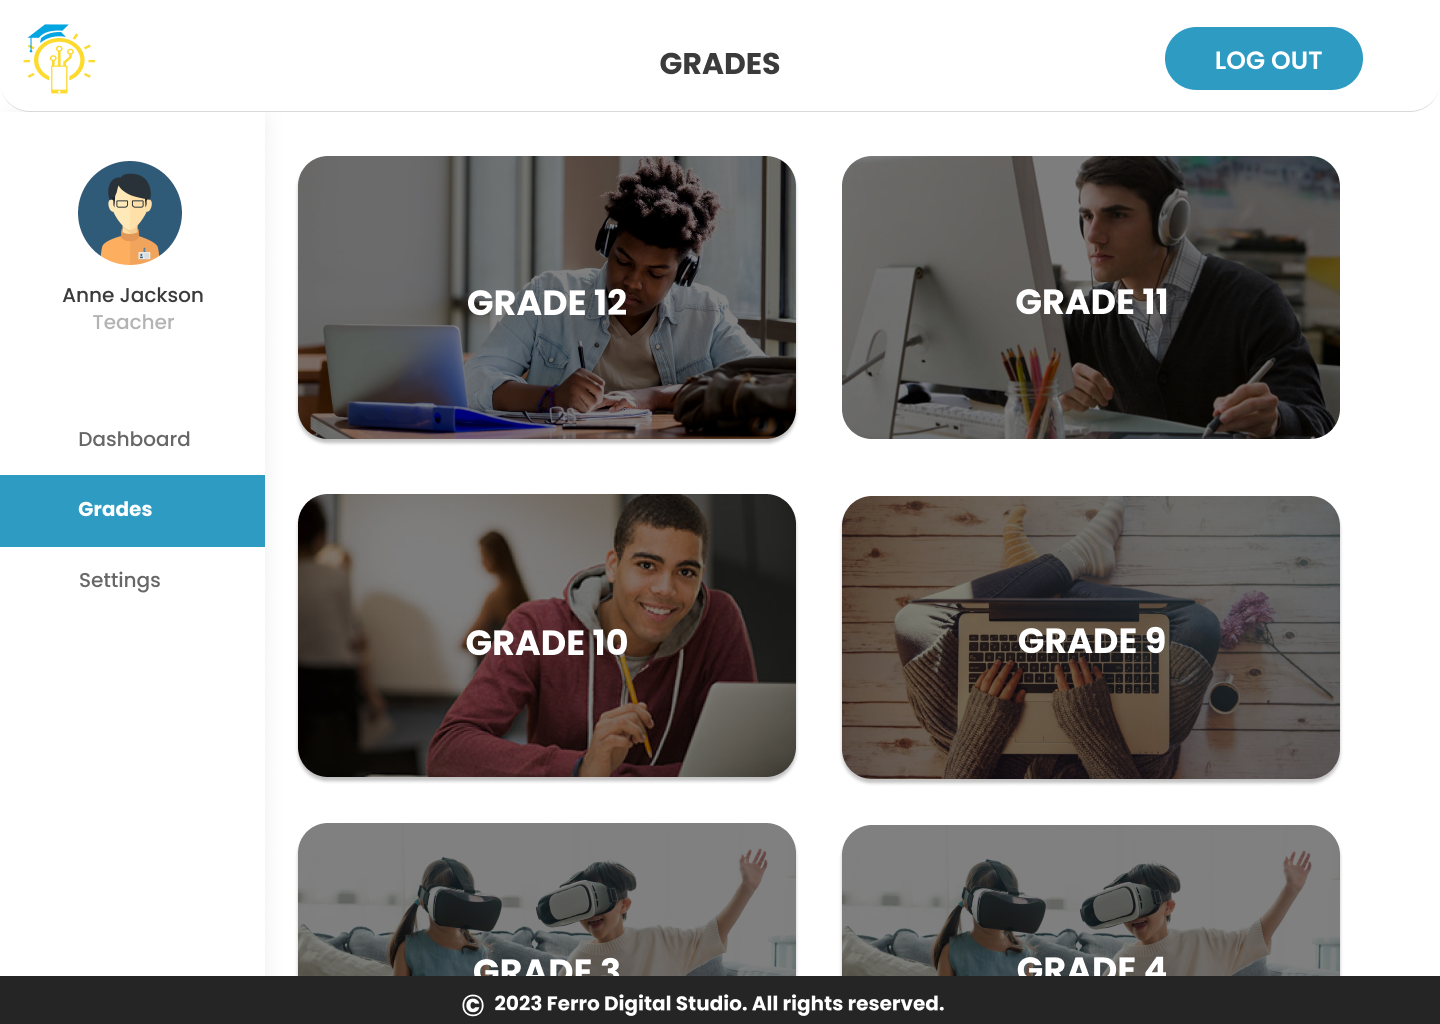 GRADES
LOG OUT
Anne Jackson
Teacher
Dashboard
Grades
Settings
GRADE 12
GRADE 11
GRADE 10
GRADE 9
GRADE 3
GRADE 4
© 2023 Ferro Digital Studio. All rights reserved.